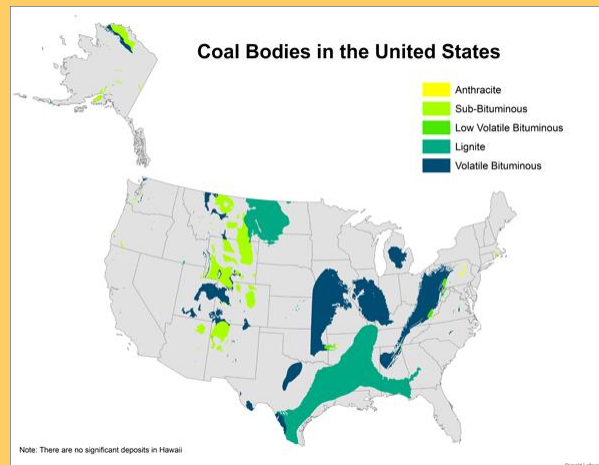 Coal Bodies in the United States
Anthracite
Sub-Bituminous
Low Volatile Bituminous
Lignite
Volatile Bituminous
Note: There are no significant deposits in Hawaii